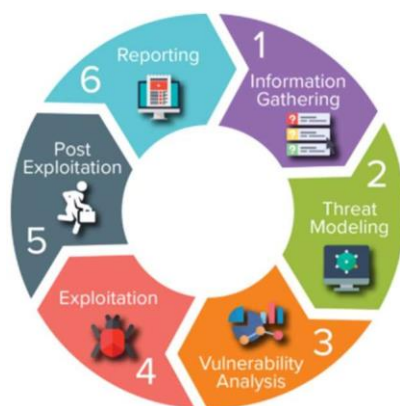 1
Information
Gathering
2
Threat
Modeling
3
Vulnerability
Analysis
4
Exploitation
5
Post
Exploitation
6
Reporting